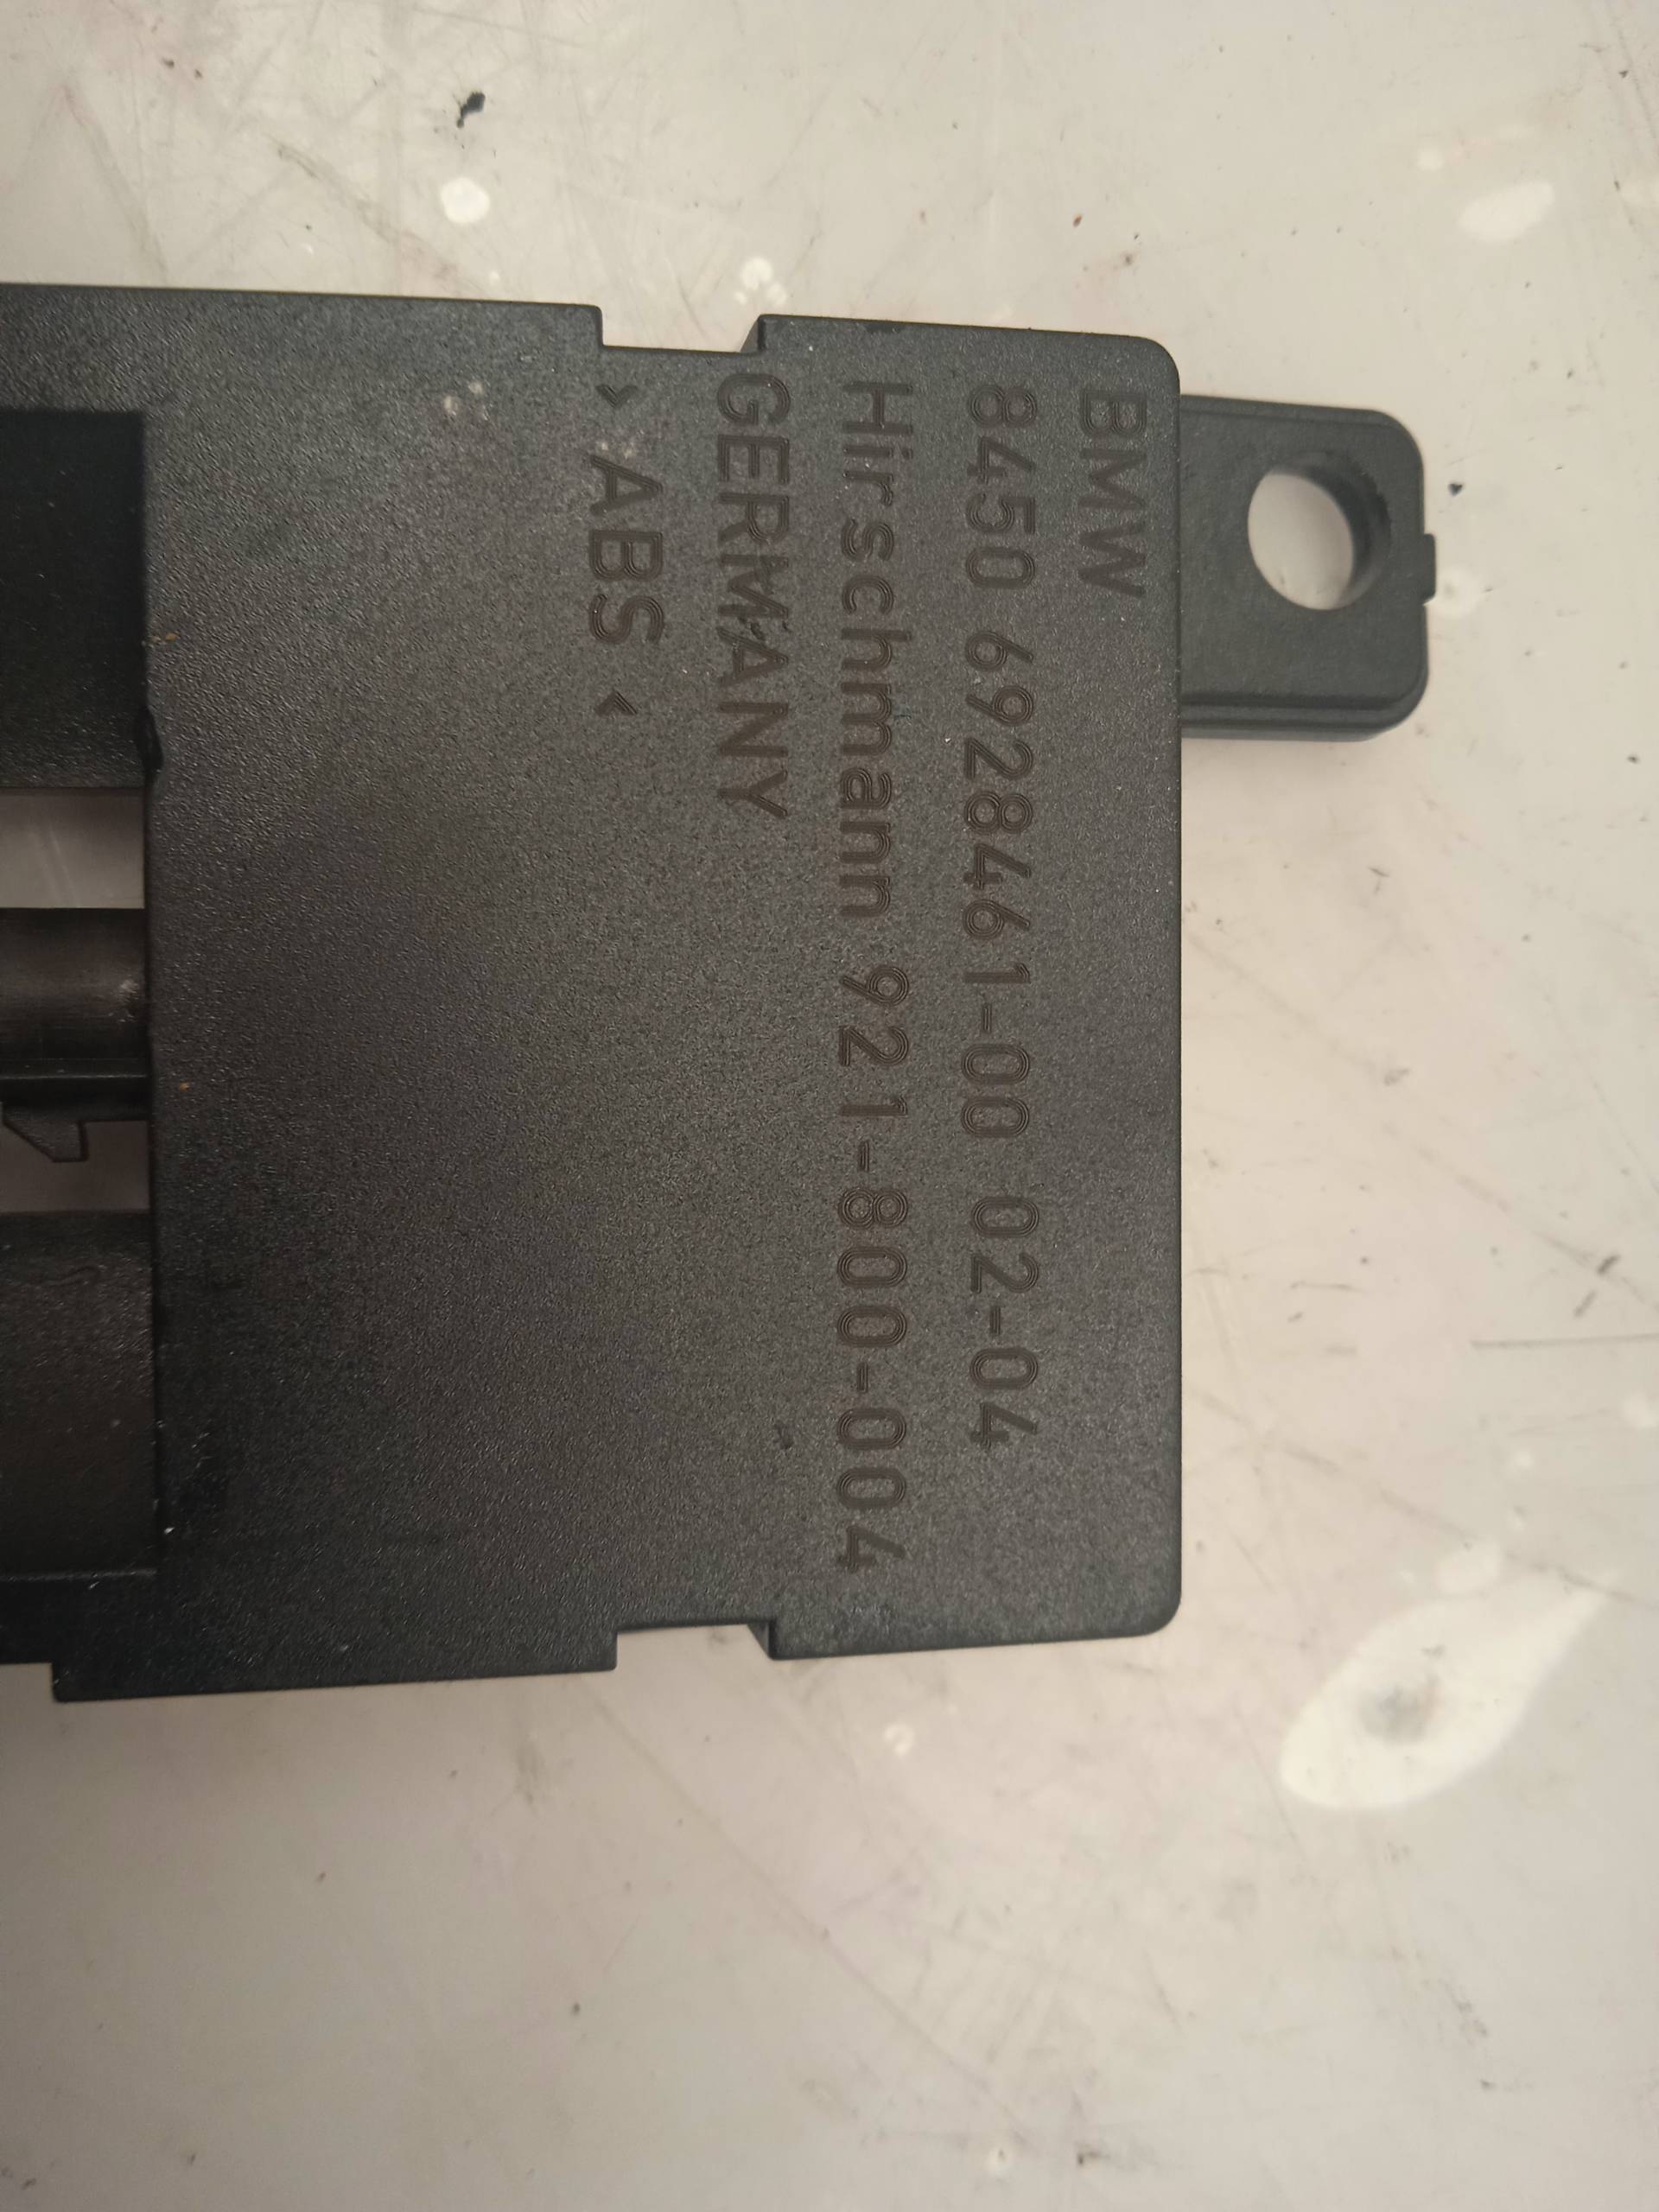 BMW
8450 6928461-00 02-04
Hirschmann 921-800-004
GERMANY
> ABS <